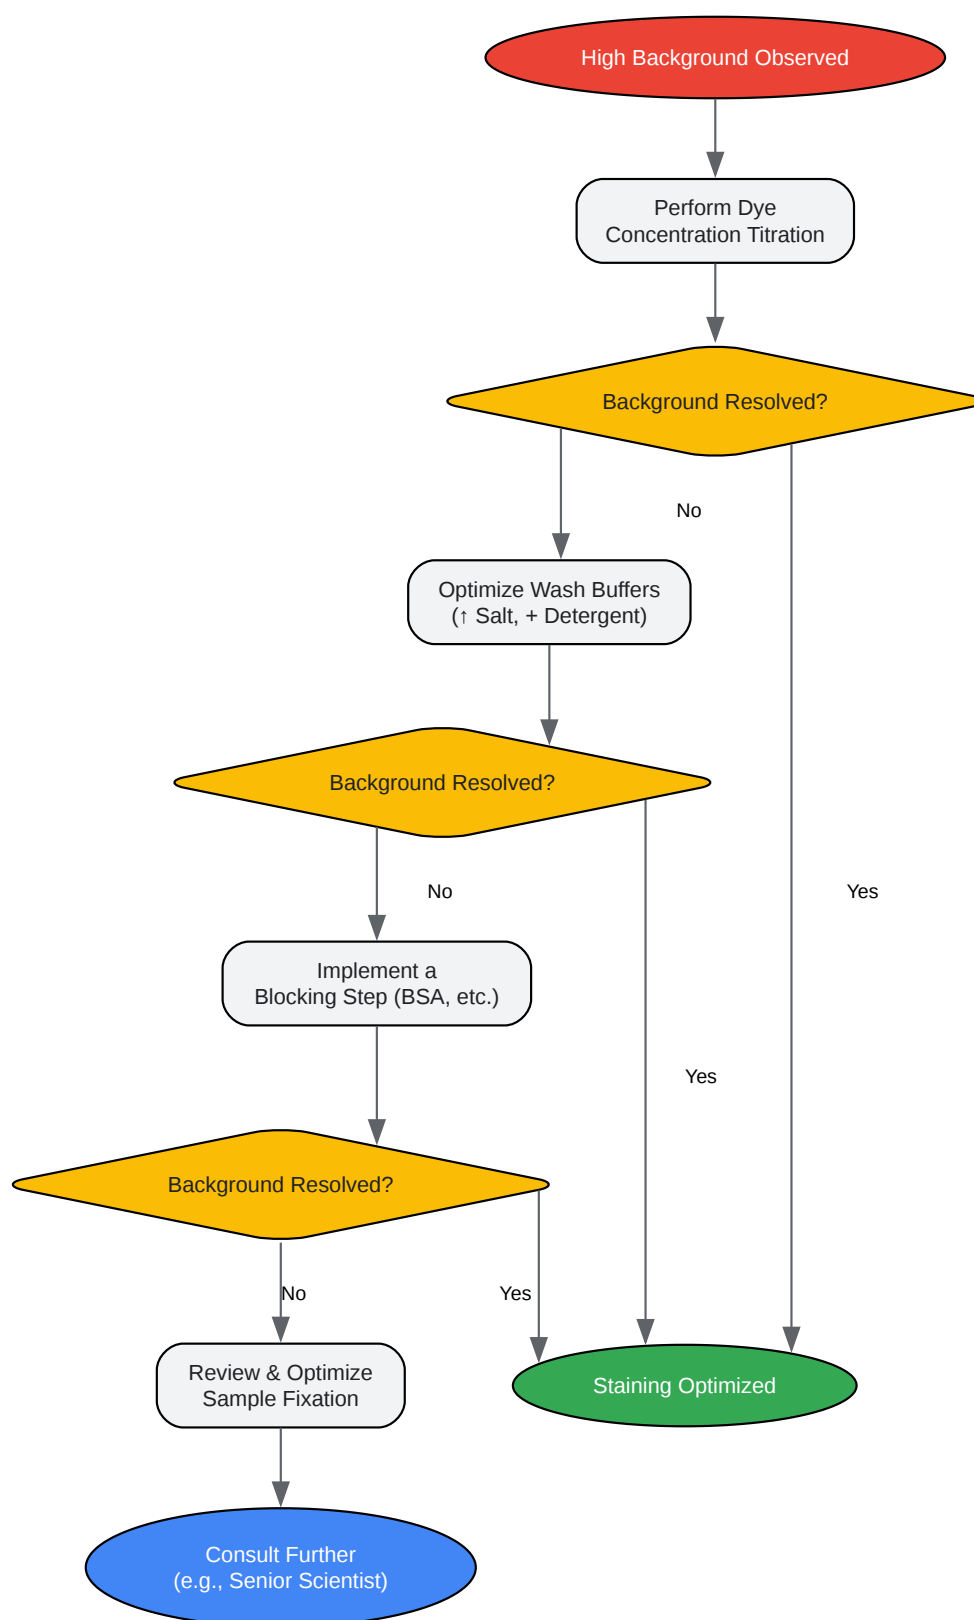 High Background Observed
Perform Dye
Concentration Titration
Background Resolved?
No
Optimize Wash Buffers
(↑ Salt, + Detergent)
Background Resolved?
No
Yes
Implement a
Blocking Step (BSA, etc.)
Yes
Background Resolved?
No
Yes
Review & Optimize
Sample Fixation
Staining Optimized
Consult Further
(e.g., Senior Scientist)